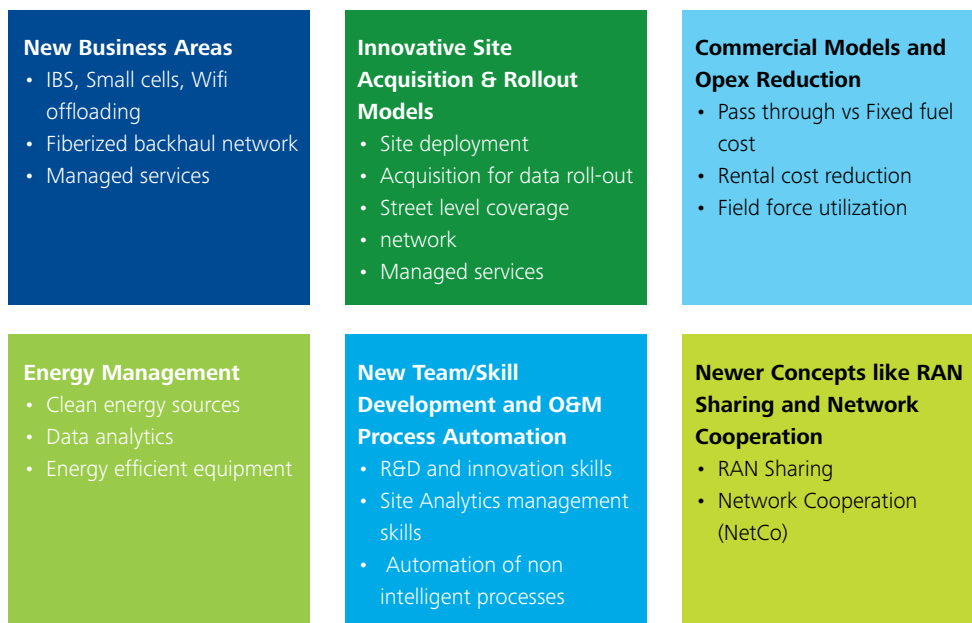 New Business Areas
• IBS, Small cells, Wifi
offloading
• Fiberized backhaul network
• Managed services
Innovative Site
Acquisition & Rollout
Models
• Site deployment
• Acquisition for data roll-out
• Street level coverage
• network
• Managed services
Commercial Models and
Opex Reduction
• Pass through vs Fixed fuel
cost
• Rental cost reduction
• Field force utilization
Energy Management
• Clean energy sources
• Data analytics
• Energy efficient equipment
New Team/Skill
Development and O&M
Process Automation
• R&D and innovation skills
• Site Analytics management
skills
• Automation of non
intelligent processes
Newer Concepts like RAN
Sharing and Network
Cooperation
• RAN Sharing
• Network Cooperation
(NetCo)